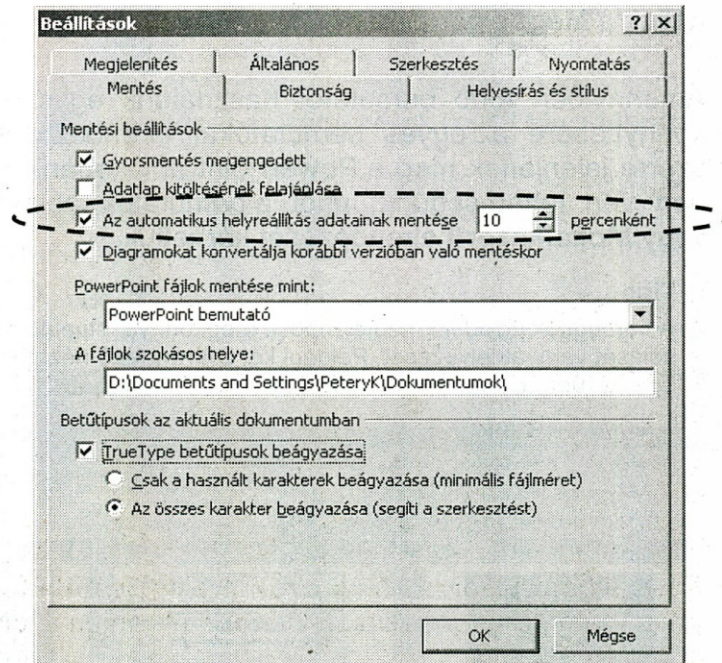 Beállítások
Megjelenítés Általános Szerkesztés Nyomtatás
Mentés Biztonság Helyesírás és stílus
Mentési beállítások
Gyorsmentés megengedett
Adatlap kitöltésének felajánlása
Az automatikus helyreállítás adatainak mentése 10 percenként
Diagramokat konvertálja korábbi verzióban való mentéskor
PowerPoint fájlok mentése mint:
PowerPoint bemutató
A fájlok szokásos helye:
D:\Documents and Settings\PeteryK\Dokumentumok\
Betűtípusok az aktuális dokumentumban
TrueType betűtípusok beágyazása
Csak a használt karakterek beágyazása (minimális fájlméret)
Az összes karakter beágyazása (segíti a szerkesztést)
OK Mégse